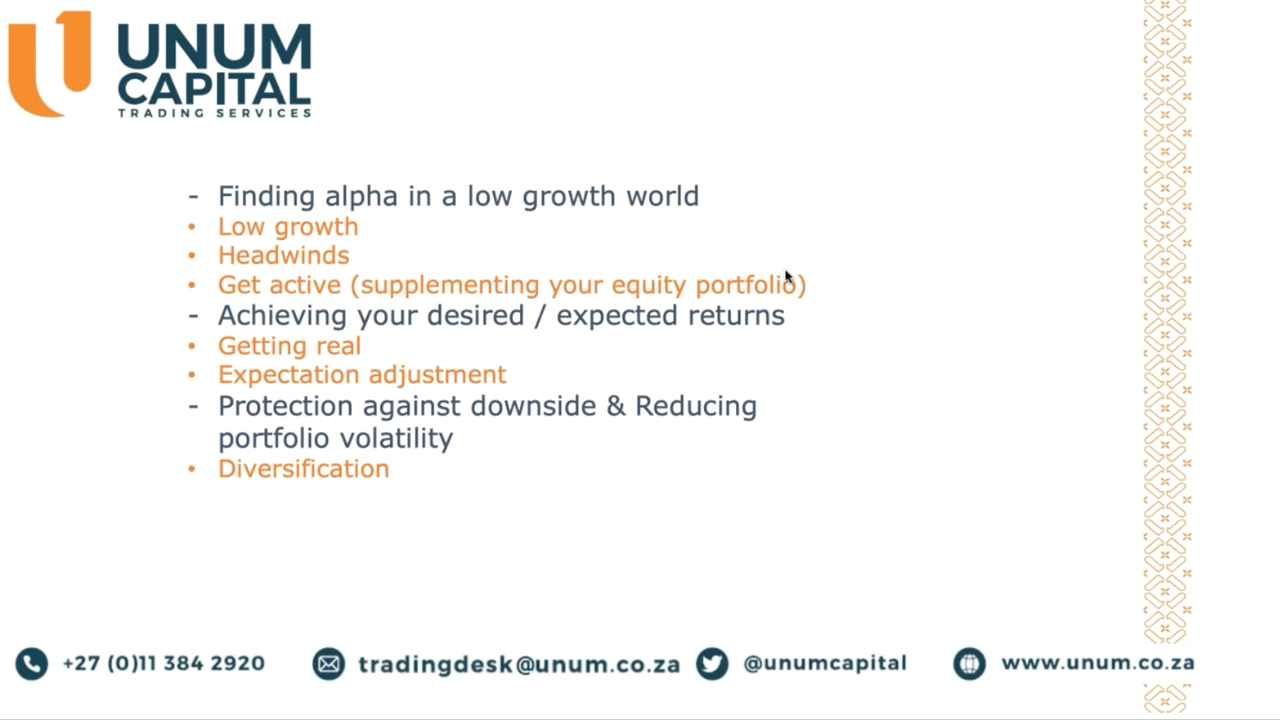 UNUM
CAPITAL
TRADING SERVICES
- Finding alpha in a low growth world
• Low growth
• Headwinds
• Get active (supplementing your equity portfolio)
- Achieving your desired / expected returns
• Getting real
• Expectation adjustment
- Protection against downside & Reducing
portfolio volatility
• Diversification
+27 (0)11 384 2920
tradingdesk@unum.co.za
@unumcapital
www.unum.co.za